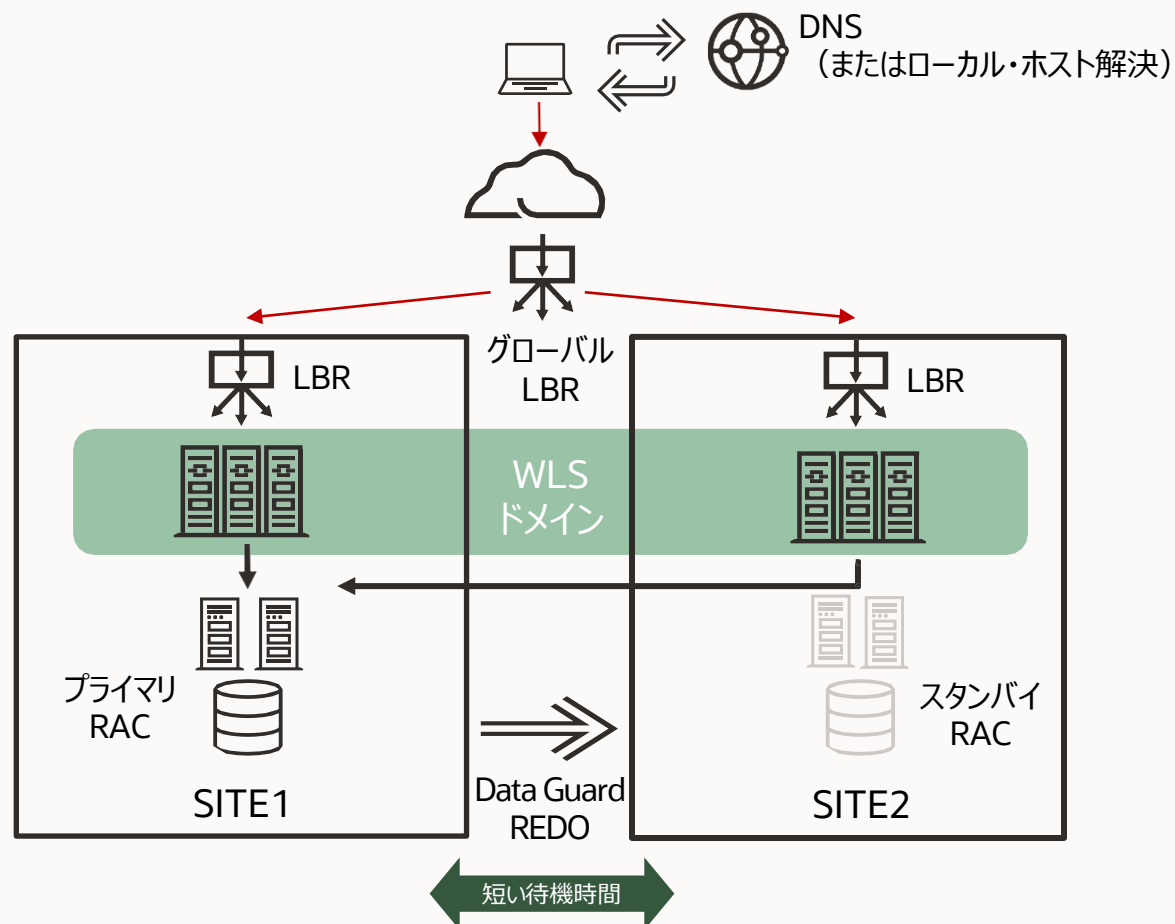 DNS
（またはローカル・ホスト解決）
グローバル
LBR
LBR
LBR
WLS
ドメイン
プライマリ
RAC
スタンバイ
RAC
SITE1
Data Guard
REDO
SITE2
短い待機時間